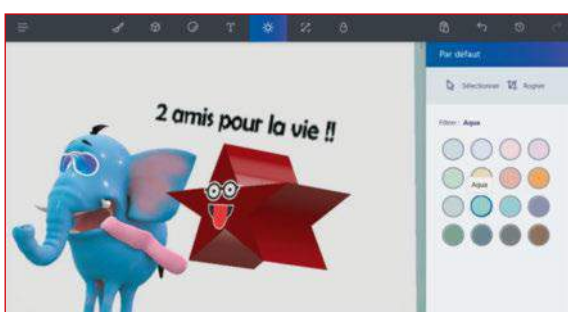 T
Par défaut
Sélectionner Rogner
2 amis pour la vie !!
Filtre : Aqua
Aqua